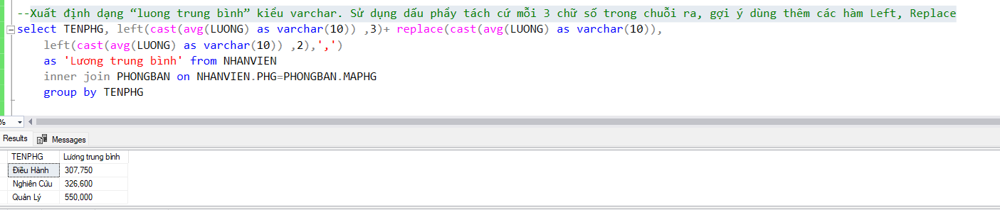 --Xuất định dạng “luong trung bình” kiểu varchar. Sử dụng dấu phẩy tách cứ mỗi 3 chữ số trong chuỗi ra, gợi ý dùng thêm các hàm Left, Replace
select TENPHG, left(cast(avg(LUONG) as varchar(10)) ,3)+ replace(cast(avg(LUONG) as varchar(10)),
left(cast(avg(LUONG) as varchar(10)) ,2),',')
as 'Lương trung bình' from NHANVIEN
inner join PHONGBAN on NHANVIEN.PHG=PHONGBAN.MAPHG
group by TENPHG
%
Results Messages
TENPHG Lương trung bình
Điều Hành 307,750
Nghiên Cứu 326,600
Quản Lý 550,000